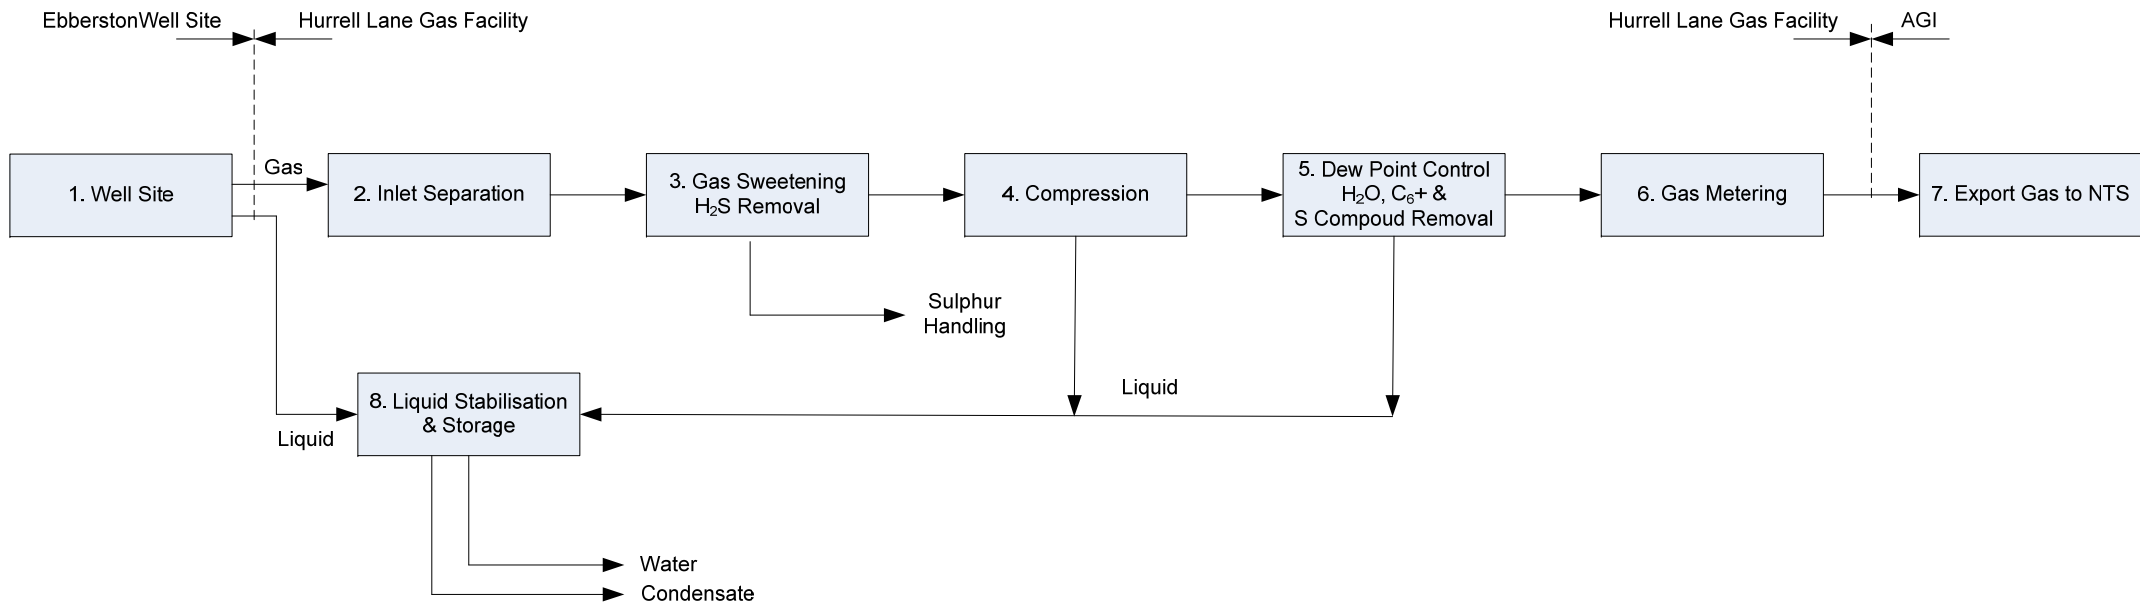 EbberstonWell Site
Hurrell Lane Gas Facility
Hurrell Lane Gas Facility
AGI
1. Well Site
Gas
2. Inlet Separation
3. Gas Sweetening
H₂S Removal
4. Compression
5. Dew Point Control
H₂O, C₆+ &
S Compoud Removal
6. Gas Metering
7. Export Gas to NTS
Sulphur
Handling
Liquid
8. Liquid Stabilisation
& Storage
Liquid
Water
Condensate